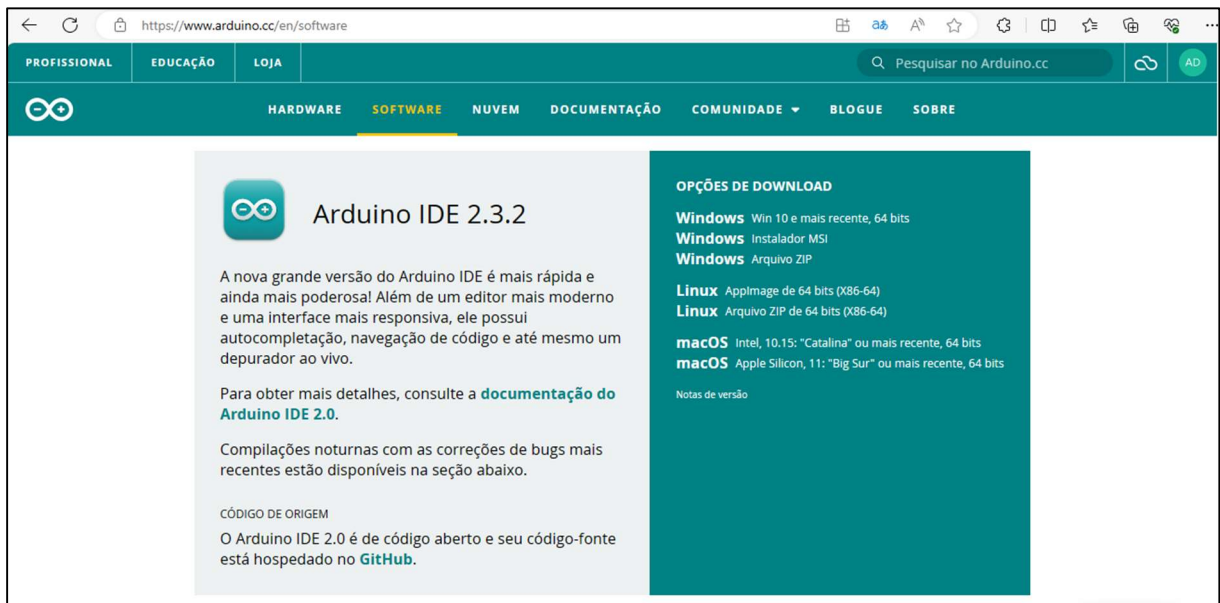 https://www.arduino.cc/en/software
PROFISSIONAL
EDUCAÇÃO
LOJA
Pesquisar no Arduino.cc
AD
HARDWARE
SOFTWARE
NUVEM
DOCUMENTAÇÃO
COMUNIDADE
BLOGUE
SOBRE
Arduino IDE 2.3.2
A nova grande versão do Arduino IDE é mais rápida e
ainda mais poderosa! Além de um editor mais moderno
e uma interface mais responsiva, ele possui
autocompletação, navegação de código e até mesmo um
depurador ao vivo.
Para obter mais detalhes, consulte a documentação do
Arduino IDE 2.0.
Compilações noturnas com as correções de bugs mais
recentes estão disponíveis na seção abaixo.
CÓDIGO DE ORIGEM
O Arduino IDE 2.0 é de código aberto e seu código-fonte
está hospedado no GitHub.
OPÇÕES DE DOWNLOAD
Windows Win 10 e mais recente, 64 bits
Windows Instalador MSI
Windows Arquivo ZIP
Linux AppImage de 64 bits (X86-64)
Linux Arquivo ZIP de 64 bits (X86-64)
macOS Intel, 10.15: "Catalina" ou mais recente, 64 bits
macOS Apple Silicon, 11: "Big Sur" ou mais recente, 64 bits
Notas de versão